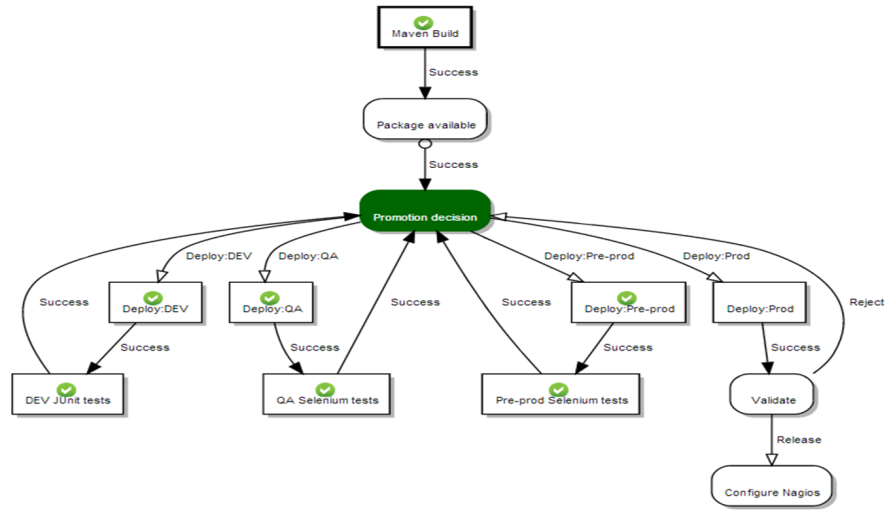 Maven Build
Success
Package available
Success
Promotion decision
Deploy:DEV
Deploy:QA
Deploy:Pre-prod
Deploy:Prod
Success
Deploy:DEV
Deploy:QA
Success
Success
Deploy:Pre-prod
Deploy:Prod
Reject
Success
Success
Success
Success
DEV JUnit tests
QA Selenium tests
Pre-prod Selenium tests
Validate
Release
Configure Nagios